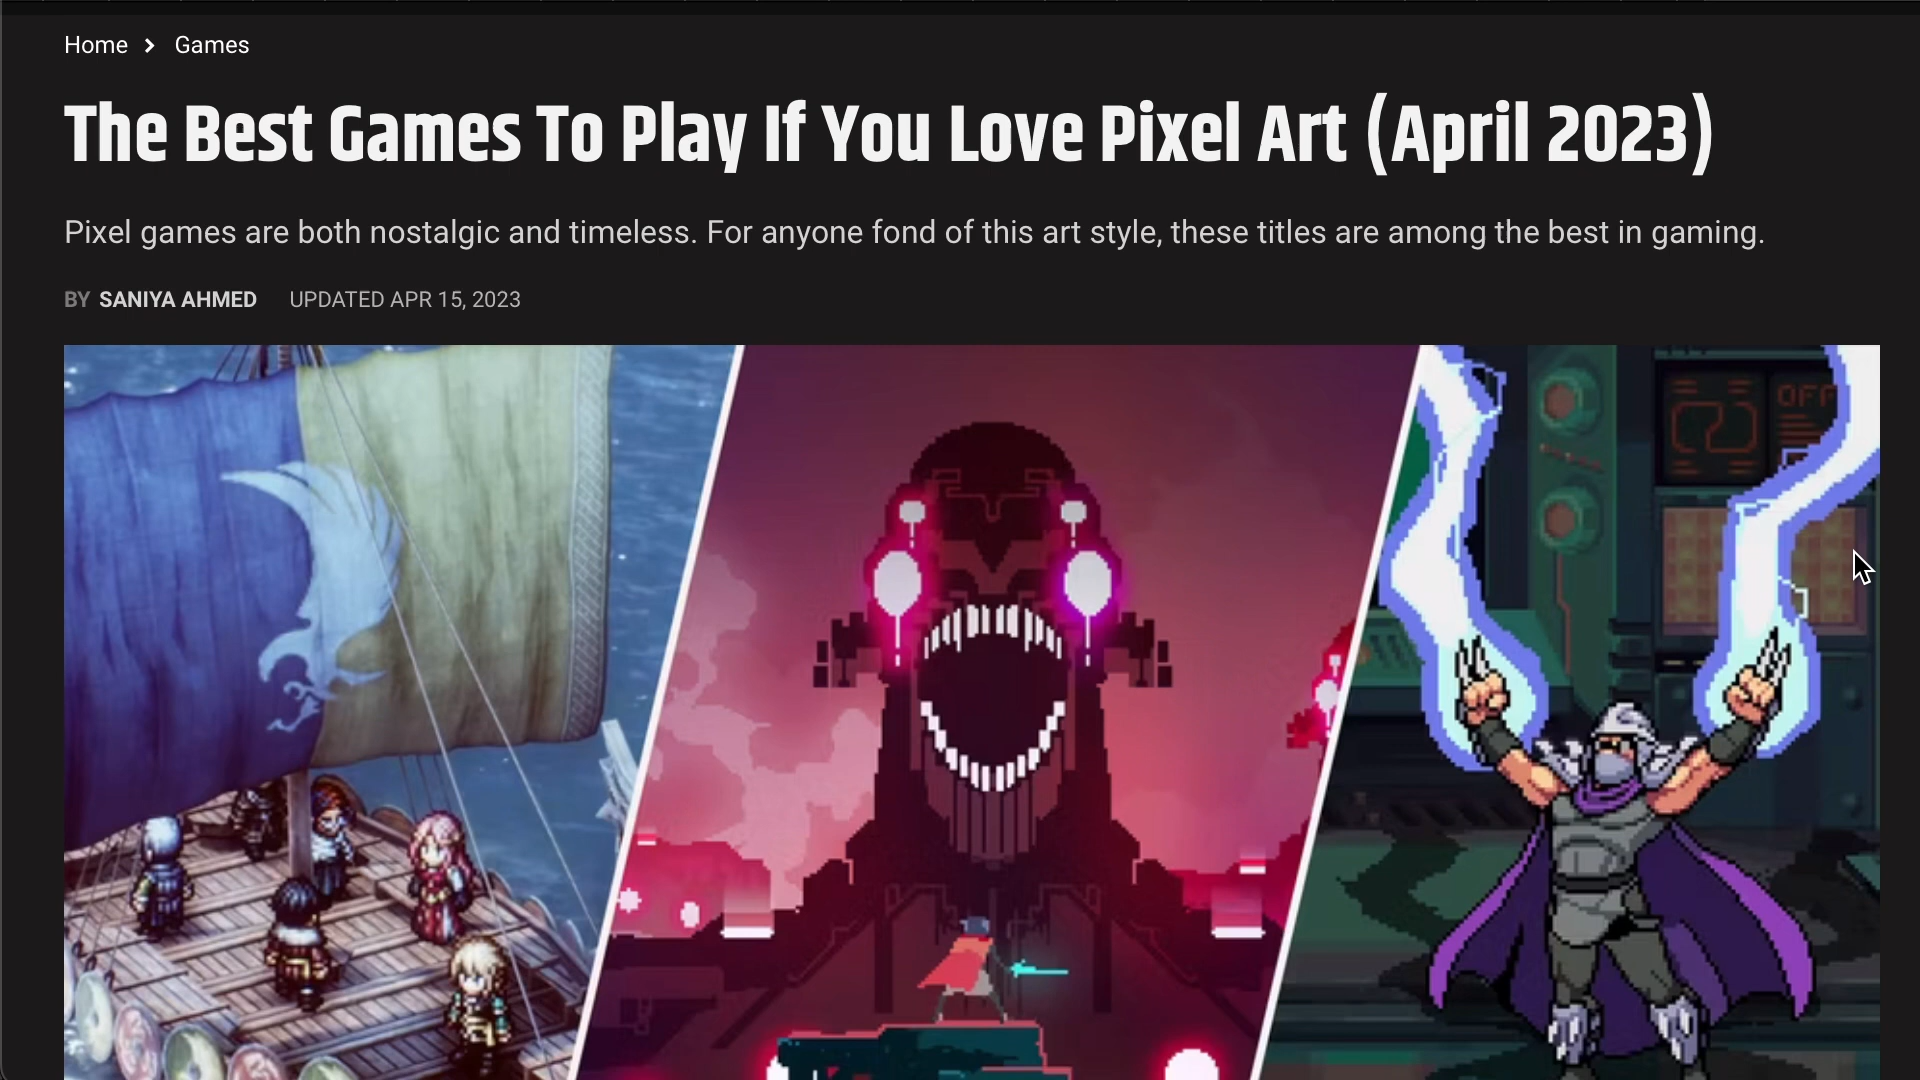 Home > Games
The Best Games To Play If You Love Pixel Art (April 2023)
Pixel games are both nostalgic and timeless. For anyone fond of this art style, these titles are among the best in gaming.
BY SANIYA AHMED UPDATED APR 15, 2023
OFF